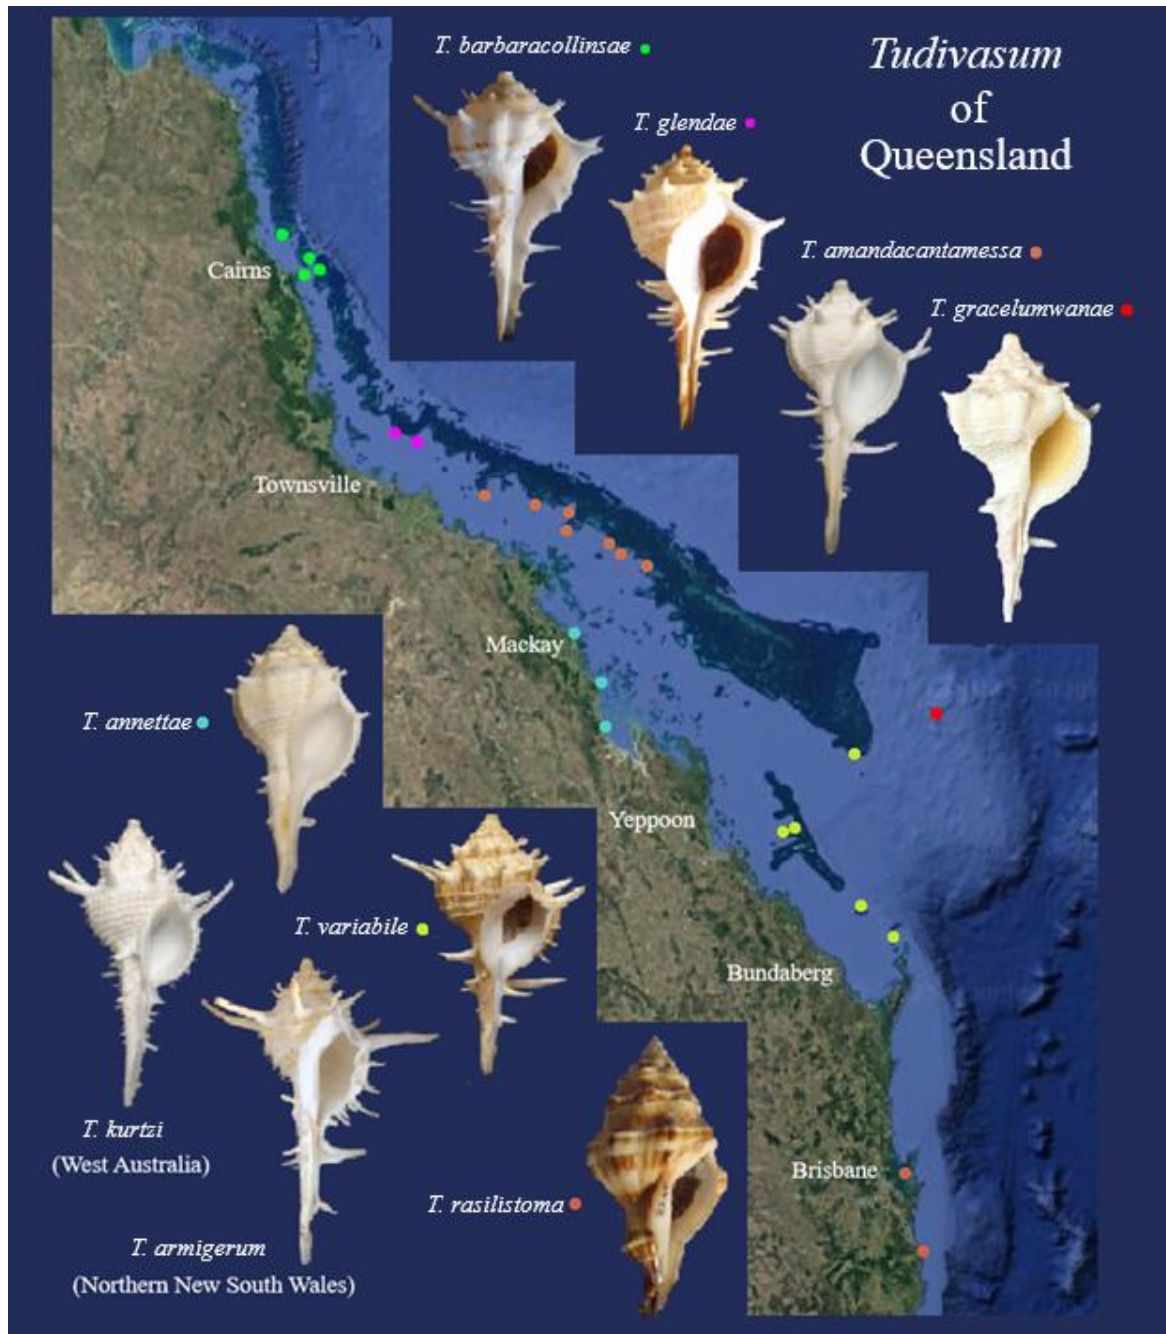 T. barbaracollinsae
Tudivasum
of
Queensland
T. glendae
T. amandacantamessa
T. gracelumwanae
Cairns
Townsville
Mackay
T. annettae
Yeppoon
T. variabile
Bundaberg
T. kurtzi
(West Australia)
Brisbane
T. rasilistoma
T. armigerum
(Northern New South Wales)